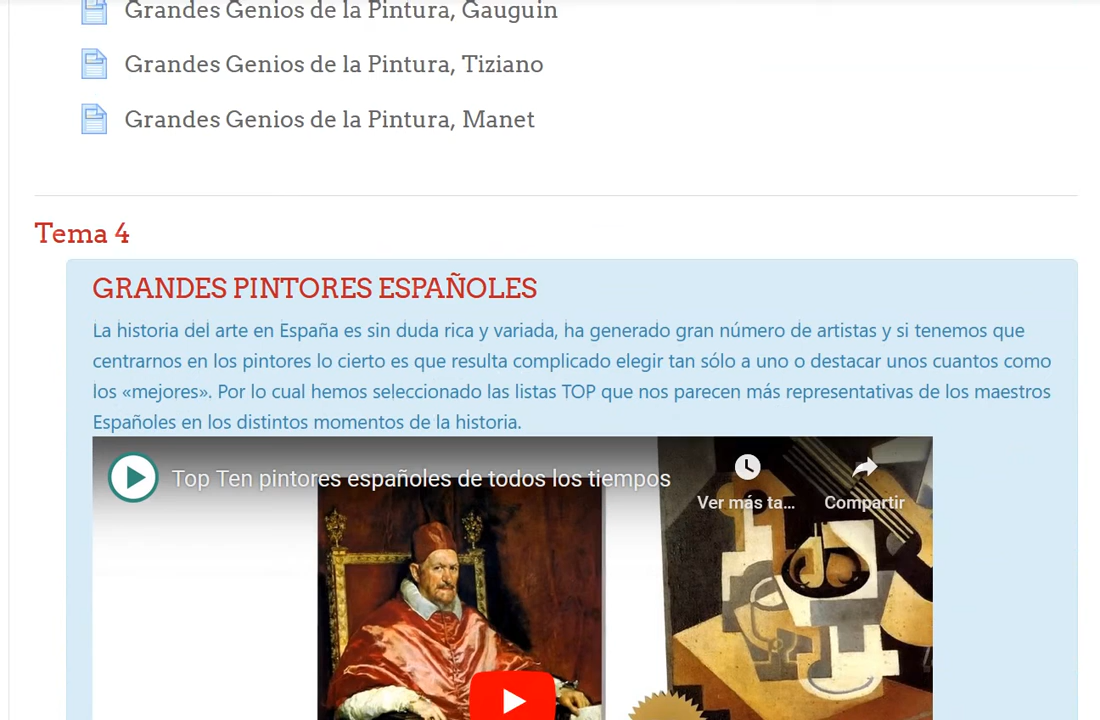 Grandes Genios de la Pintura, Gauguin
Grandes Genios de la Pintura, Tiziano
Grandes Genios de la Pintura, Manet
Tema 4
GRANDES PINTORES ESPAÑOLES
La historia del arte en España es sin duda rica y variada, ha generado gran número de artistas y si tenemos que
centrarnos en los pintores lo cierto es que resulta complicado elegir tan sólo a uno o destacar unos cuantos como
los «mejores». Por lo cual hemos seleccionado las listas TOP que nos parecen más representativas de los maestros
Españoles en los distintos momentos de la historia.
Top Ten pintores españoles de todos los tiempos
Ver más ta...
Compartir